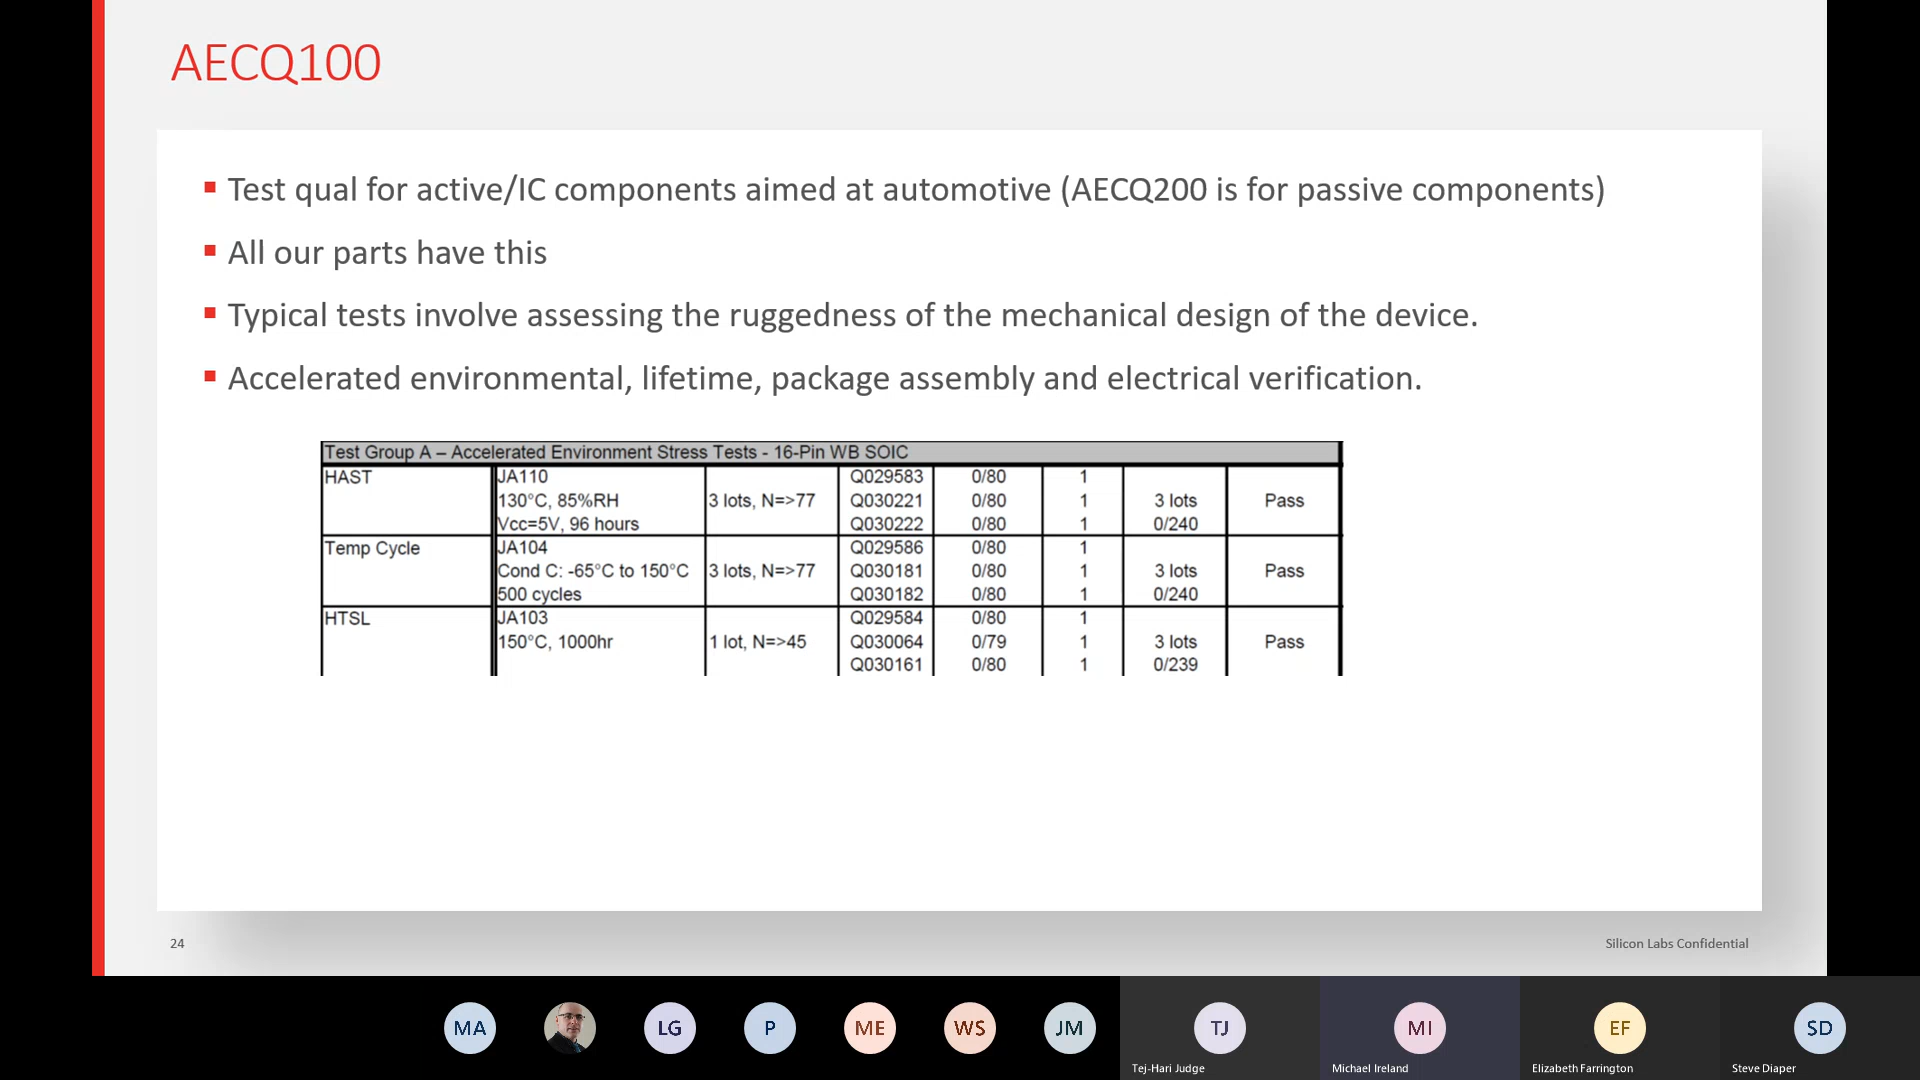 AECQ100
Test qual for active/IC components aimed at automotive (AECQ200 is for passive components)
All our parts have this
Typical tests involve assessing the ruggedness of the mechanical design of the device.
Accelerated environmental, lifetime, package assembly and electrical verification.
Test Group A – Accelerated Environment Stress Tests - 16-Pin WB SOIC
HAST JA110 Q029583 0/80 1
130°C, 85%RH 3 lots, N=>77 Q030221 0/80 1 3 lots Pass
Vcc=5V, 96 hours Q030222 0/80 1 0/240
Temp Cycle JA104 Q029586 0/80 1
Cond C: -65°C to 150°C 3 lots, N=>77 Q030181 0/80 1 3 lots Pass
500 cycles Q030182 0/80 1 0/240
HTSL JA103 Q029584 0/80 1
150°C, 1000hr 1 lot, N=>45 Q030064 0/79 1 3 lots Pass
Q030161 0/80 1 0/239
24 Silicon Labs Confidential
MA LG P ME WS JM TJ MI EF SD
Tej-Hari Judge Michael Ireland Elizabeth Farrington Steve Diaper